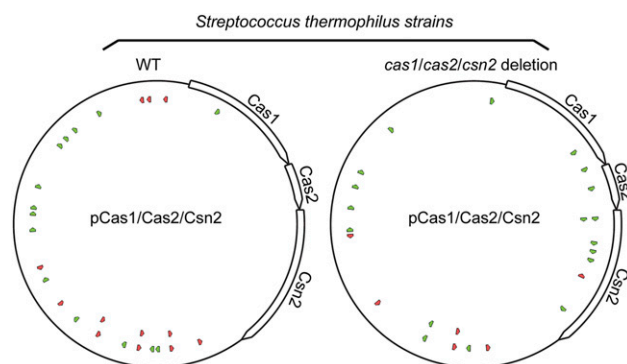 Streptococcus thermophilus strains
WT
cas1/cas2/csn2 deletion
Cas1
Cas2
Csn2
pCas1/Cas2/Csn2
Cas1
Cas2
Csn2
pCas1/Cas2/Csn2